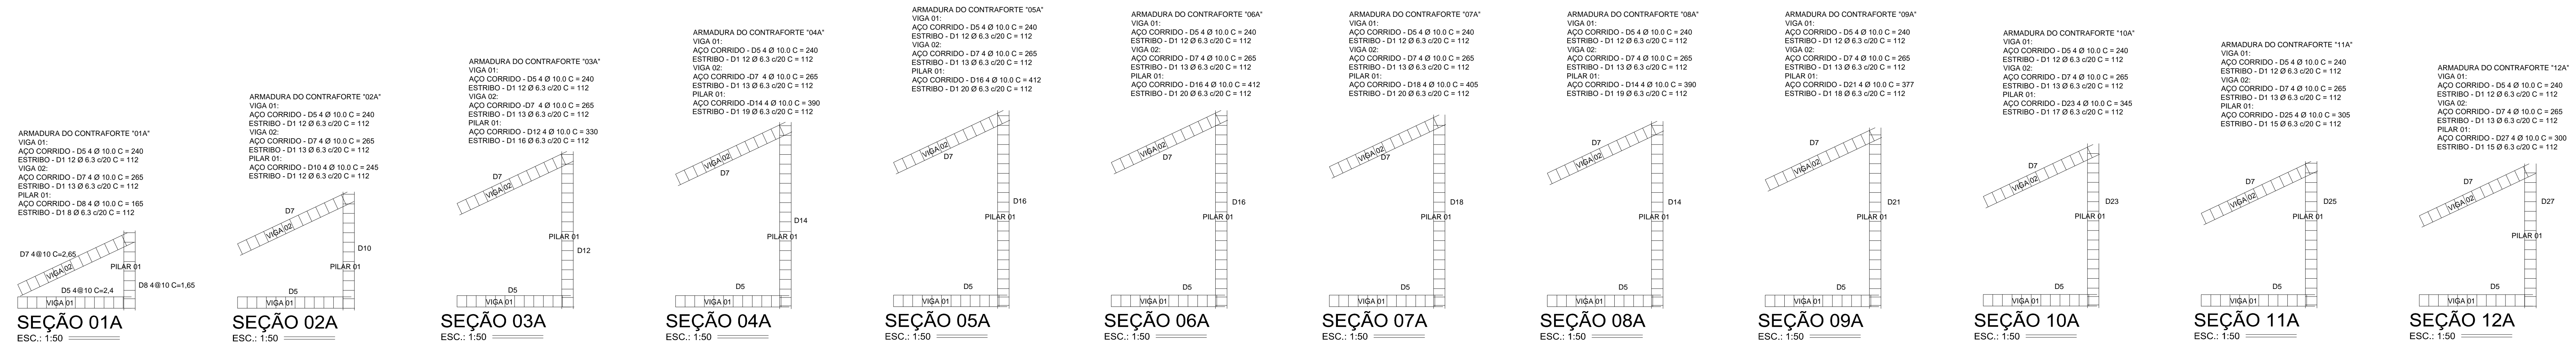 ARMADURA DO CONTRAFORTE "01A"
VIGA 01:
AÇO CORRIDO - D5 4 Ø 10.0 C = 240
ESTRIBO - D1 12 Ø 6.3 c/20 C = 112
VIGA 02:
AÇO CORRIDO - D7 4 Ø 10.0 C = 265
ESTRIBO - D1 13 Ø 6.3 c/20 C = 112
PILAR 01:
AÇO CORRIDO - D8 4 Ø 10.0 C = 165
ESTRIBO - D1 8 Ø 6.3 c/20 C = 112
D7 4@10 C=2,65
VIGA 02
PILAR 01
D8 4@10 C=1,65
D5 4@10 C=2,4
VIGA 01
SEÇÃO 01A
ESC.: 1:50
ARMADURA DO CONTRAFORTE "02A"
VIGA 01:
AÇO CORRIDO - D5 4 Ø 10.0 C = 240
ESTRIBO - D1 12 Ø 6.3 c/20 C = 112
VIGA 02:
AÇO CORRIDO - D7 4 Ø 10.0 C = 265
ESTRIBO - D1 13 Ø 6.3 c/20 C = 112
PILAR 01:
AÇO CORRIDO - D10 4 Ø 10.0 C = 245
ESTRIBO - D1 12 Ø 6.3 c/20 C = 112
D7
VIGA 02
D10
PILAR 01
D5
VIGA 01
SEÇÃO 02A
ESC.: 1:50
ARMADURA DO CONTRAFORTE "03A"
VIGA 01:
AÇO CORRIDO - D5 4 Ø 10.0 C = 240
ESTRIBO - D1 12 Ø 6.3 c/20 C = 112
VIGA 02:
AÇO CORRIDO -D7 4 Ø 10.0 C = 265
ESTRIBO - D1 13 Ø 6.3 c/20 C = 112
PILAR 01:
AÇO CORRIDO - D12 4 Ø 10.0 C = 330
ESTRIBO - D1 16 Ø 6.3 c/20 C = 112
D7
VIGA 02
PILAR 01
D12
D5
VIGA 01
SEÇÃO 03A
ESC.: 1:50
ARMADURA DO CONTRAFORTE "04A"
VIGA 01:
AÇO CORRIDO - D5 4 Ø 10.0 C = 240
ESTRIBO - D1 12 Ø 6.3 c/20 C = 112
VIGA 02:
AÇO CORRIDO -D7 4 Ø 10.0 C = 265
ESTRIBO - D1 13 Ø 6.3 c/20 C = 112
PILAR 01:
AÇO CORRIDO -D14 4 Ø 10.0 C = 390
ESTRIBO - D1 19 Ø 6.3 c/20 C = 112
VIGA 02
D7
D14
PILAR 01
D5
VIGA 01
SEÇÃO 04A
ESC.: 1:50
ARMADURA DO CONTRAFORTE "05A"
VIGA 01:
AÇO CORRIDO - D5 4 Ø 10.0 C = 240
ESTRIBO - D1 12 Ø 6.3 c/20 C = 112
VIGA 02:
AÇO CORRIDO - D7 4 Ø 10.0 C = 265
ESTRIBO - D1 13 Ø 6.3 c/20 C = 112
PILAR 01:
AÇO CORRIDO - D16 4 Ø 10.0 C = 412
ESTRIBO - D1 20 Ø 6.3 c/20 C = 112
VIGA 02
D7
D16
PILAR 01
D5
VIGA 01
SEÇÃO 05A
ESC.: 1:50
ARMADURA DO CONTRAFORTE "06A"
VIGA 01:
AÇO CORRIDO - D5 4 Ø 10.0 C = 240
ESTRIBO - D1 12 Ø 6.3 c/20 C = 112
VIGA 02:
AÇO CORRIDO - D7 4 Ø 10.0 C = 265
ESTRIBO - D1 13 Ø 6.3 c/20 C = 112
PILAR 01:
AÇO CORRIDO - D16 4 Ø 10.0 C = 412
ESTRIBO - D1 20 Ø 6.3 c/20 C = 112
VIGA 02
D7
D16
PILAR 01
D5
VIGA 01
SEÇÃO 06A
ESC.: 1:50
ARMADURA DO CONTRAFORTE "07A"
VIGA 01:
AÇO CORRIDO - D5 4 Ø 10.0 C = 240
ESTRIBO - D1 12 Ø 6.3 c/20 C = 112
VIGA 02:
AÇO CORRIDO - D7 4 Ø 10.0 C = 265
ESTRIBO - D1 13 Ø 6.3 c/20 C = 112
PILAR 01:
AÇO CORRIDO - D18 4 Ø 10.0 C = 405
ESTRIBO - D1 20 Ø 6.3 c/20 C = 112
VIGA 02
D7
D18
PILAR 01
D5
VIGA 01
SEÇÃO 07A
ESC.: 1:50
ARMADURA DO CONTRAFORTE "08A"
VIGA 01:
AÇO CORRIDO - D5 4 Ø 10.0 C = 240
ESTRIBO - D1 12 Ø 6.3 c/20 C = 112
VIGA 02:
AÇO CORRIDO - D7 4 Ø 10.0 C = 265
ESTRIBO - D1 13 Ø 6.3 c/20 C = 112
PILAR 01:
AÇO CORRIDO - D14 4 Ø 10.0 C = 390
ESTRIBO - D1 19 Ø 6.3 c/20 C = 112
D7
VIGA 02
D14
PILAR 01
D5
VIGA 01
SEÇÃO 08A
ESC.: 1:50
ARMADURA DO CONTRAFORTE "09A"
VIGA 01:
AÇO CORRIDO - D5 4 Ø 10.0 C = 240
ESTRIBO - D1 12 Ø 6.3 c/20 C = 112
VIGA 02:
AÇO CORRIDO - D7 4 Ø 10.0 C = 265
ESTRIBO - D1 13 Ø 6.3 c/20 C = 112
PILAR 01:
AÇO CORRIDO - D21 4 Ø 10.0 C = 377
ESTRIBO - D1 18 Ø 6.3 c/20 C = 112
D7
VIGA 02
D21
PILAR 01
D5
VIGA 01
SEÇÃO 09A
ESC.: 1:50
ARMADURA DO CONTRAFORTE "10A"
VIGA 01:
AÇO CORRIDO - D5 4 Ø 10.0 C = 240
ESTRIBO - D1 12 Ø 6.3 c/20 C = 112
VIGA 02:
AÇO CORRIDO - D7 4 Ø 10.0 C = 265
ESTRIBO - D1 13 Ø 6.3 c/20 C = 112
PILAR 01:
AÇO CORRIDO - D23 4 Ø 10.0 C = 345
ESTRIBO - D1 17 Ø 6.3 c/20 C = 112
D7
VIGA 02
D23
PILAR 01
D5
VIGA 01
SEÇÃO 10A
ESC.: 1:50
ARMADURA DO CONTRAFORTE "11A"
VIGA 01:
AÇO CORRIDO - D5 4 Ø 10.0 C = 240
ESTRIBO - D1 12 Ø 6.3 c/20 C = 112
VIGA 02:
AÇO CORRIDO - D7 4 Ø 10.0 C = 265
ESTRIBO - D1 13 Ø 6.3 c/20 C = 112
PILAR 01:
AÇO CORRIDO - D25 4 Ø 10.0 C = 305
ESTRIBO - D1 15 Ø 6.3 c/20 C = 112
D7
VIGA 02
D25
PILAR 01
D5
VIGA 01
SEÇÃO 11A
ESC.: 1:50
ARMADURA DO CONTRAFORTE "12A"
VIGA 01:
AÇO CORRIDO - D5 4 Ø 10.0 C = 240
ESTRIBO - D1 12 Ø 6.3 c/20 C = 112
VIGA 02:
AÇO CORRIDO - D7 4 Ø 10.0 C = 265
ESTRIBO - D1 13 Ø 6.3 c/20 C = 112
PILAR 01:
AÇO CORRIDO - D27 4 Ø 10.0 C = 300
ESTRIBO - D1 15 Ø 6.3 c/20 C = 112
D7
VIGA 02
D27
PILAR 01
D5
VIGA 01
SEÇÃO 12A
ESC.: 1:50